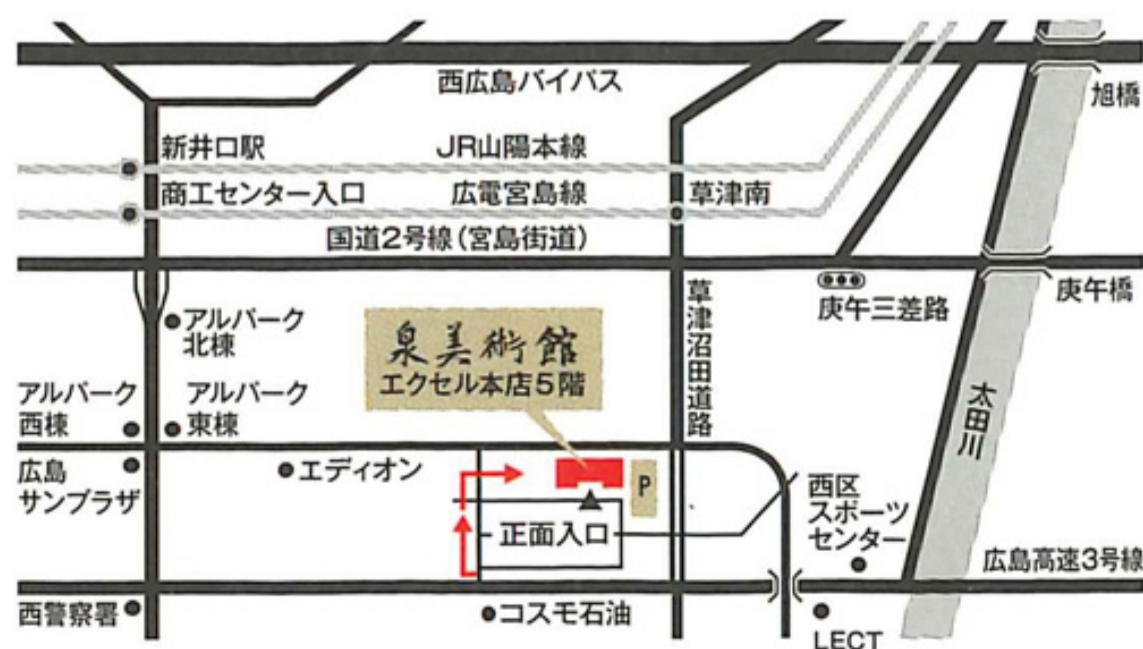 西広島バイパス
旭橋
新井口駅
JR山陽本線
商工センター入口
広電宮島線
草津南
国道2号線(宮島街道)
庚午橋
庚午三差路
草津沼田道路
アルパーク
北棟
泉美術館
エクセル本店5階
アルパーク
西棟
アルパーク
東棟
太田川
広島
サンプラザ
エディオン
P
西区
スポーツ
センター
正面入口
広島高速3号線
西警察署
コスモ石油
LECT